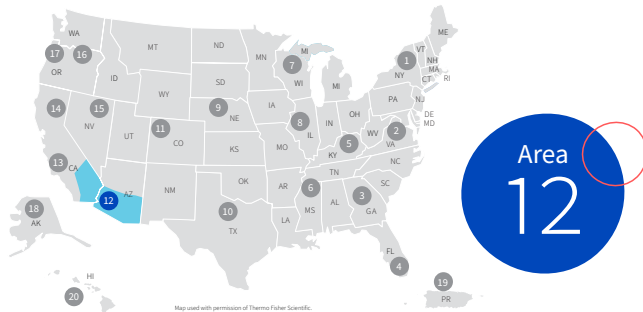 ME
WA
VT
ND
MT
MN
MI
17
16
1
NH
7
MA
OR
NY
ID
SD
WI
CT
RI
MI
WY
PA
NJ
14
15
9
IA
NE
OH
DE
NV
8
IN
2
MD
UT
11
IL
WV
CO
5
VA
KS
MO
KY
13
CA
NC
TN
OK
SC
12
AZ
NM
AR
6
3
18
10
MS
AL
GA
AK
LA
TX
FL
4
HI
19
20
PR
Map used with permission of Thermo Fisher Scientific.
Area
12